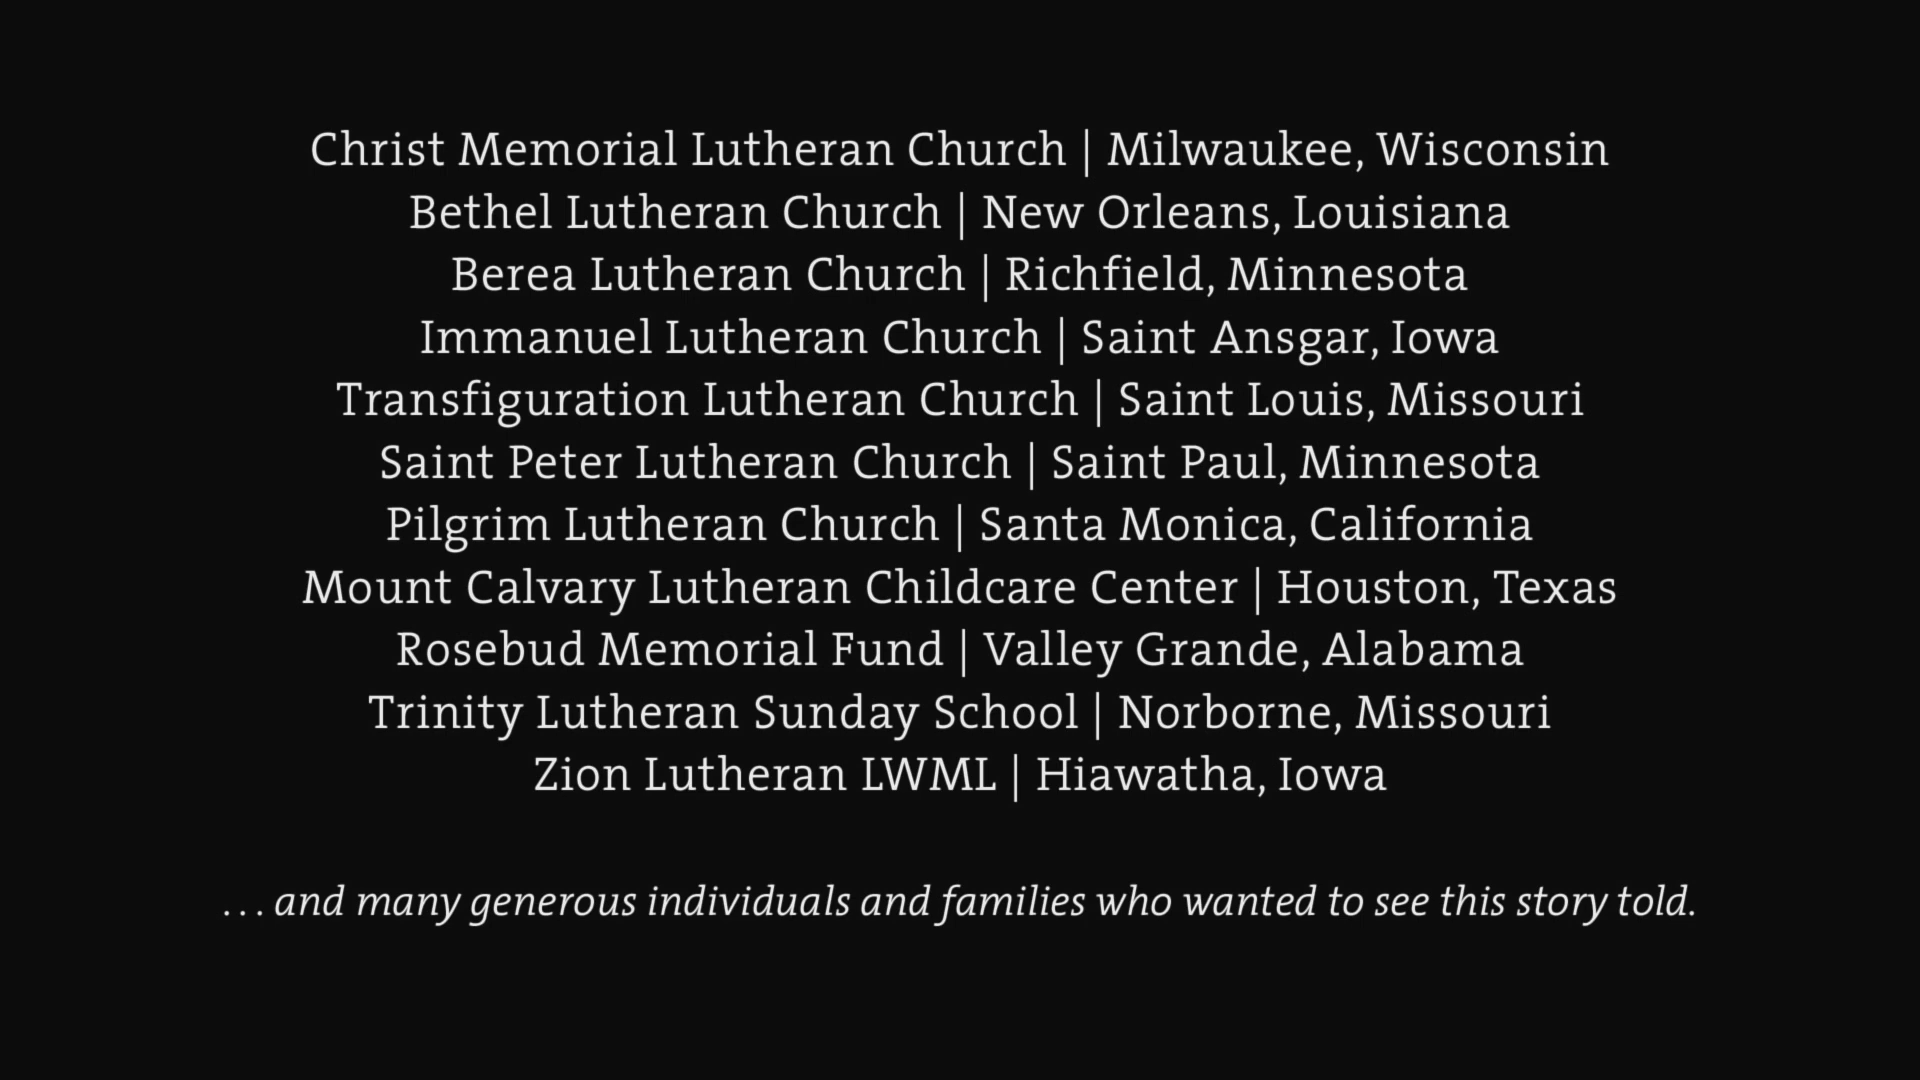 Christ Memorial Lutheran Church | Milwaukee, Wisconsin
Bethel Lutheran Church | New Orleans, Louisiana
Berea Lutheran Church | Richfield, Minnesota
Immanuel Lutheran Church | Saint Ansgar, Iowa
Transfiguration Lutheran Church | Saint Louis, Missouri
Saint Peter Lutheran Church | Saint Paul, Minnesota
Pilgrim Lutheran Church | Santa Monica, California
Mount Calvary Lutheran Childcare Center | Houston, Texas
Rosebud Memorial Fund | Valley Grande, Alabama
Trinity Lutheran Sunday School | Norborne, Missouri
Zion Lutheran LWML | Hiawatha, Iowa
. . . and many generous individuals and families who wanted to see this story told.